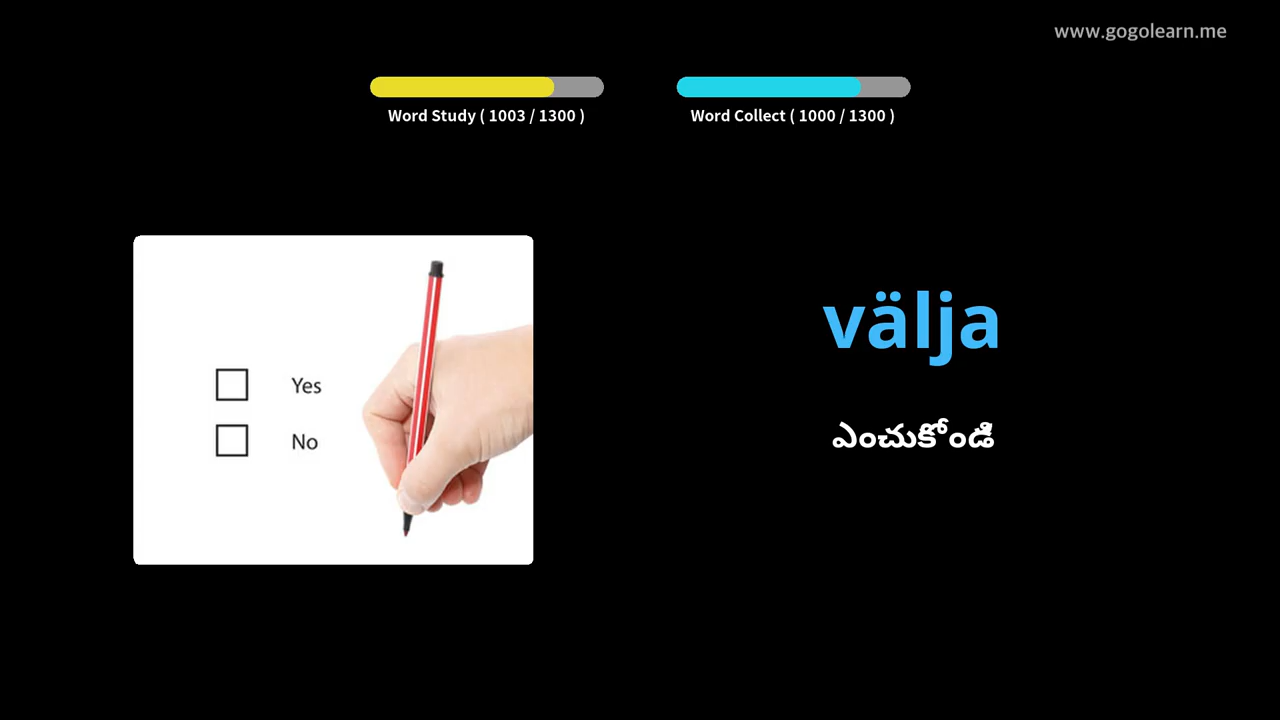 www.gogolearn.me
Word Study ( 1003 / 1300 )
Word Collect ( 1000 / 1300 )
Yes
No
välja
ఎంచుకోండి